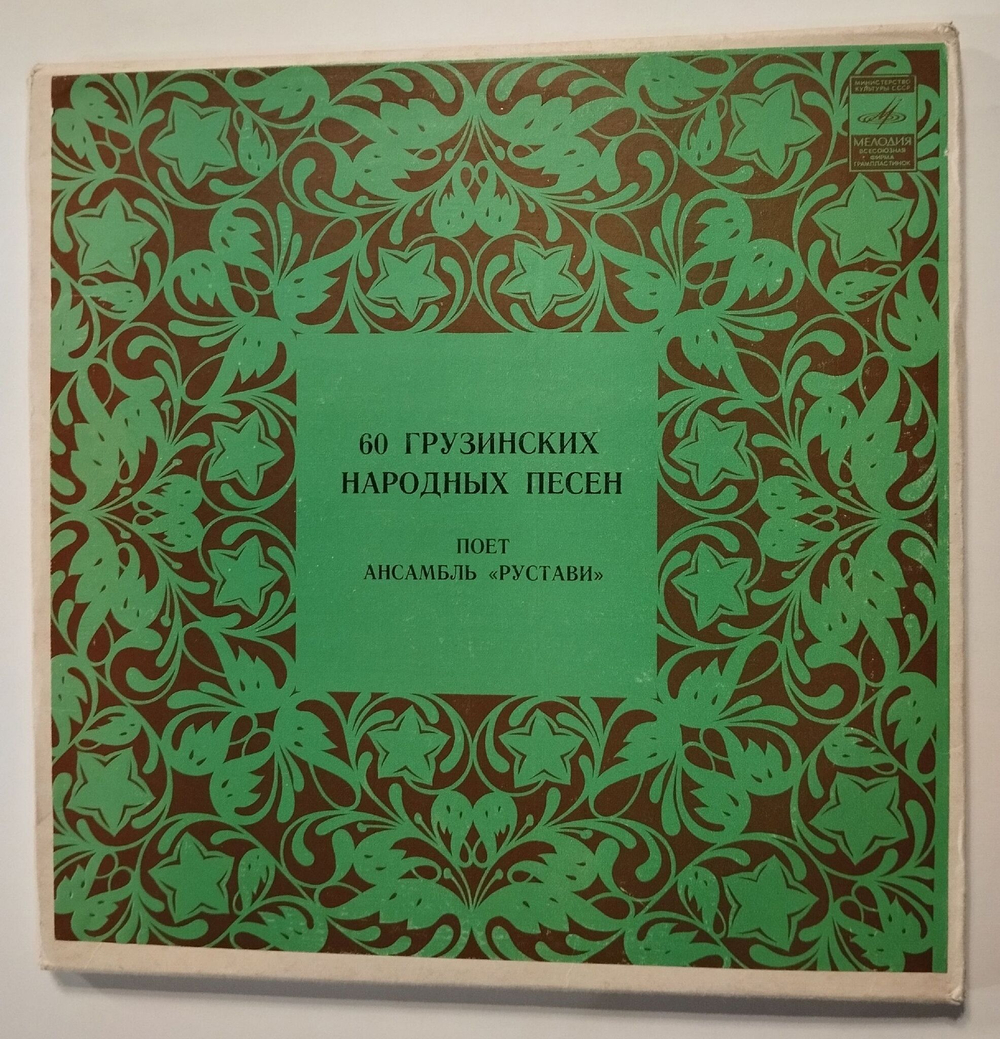 МИНИСТЕРСТВО
КУЛЬТУРЫ СССР
МЕЛОДИЯ
ВСЕСОЮЗНАЯ
ФИРМА
ГРАМПЛАСТИНОК
60 ГРУЗИНСКИХ
НАРОДНЫХ ПЕСЕН
ПОЕТ
АНСАМБЛЬ «РУСТАВИ»